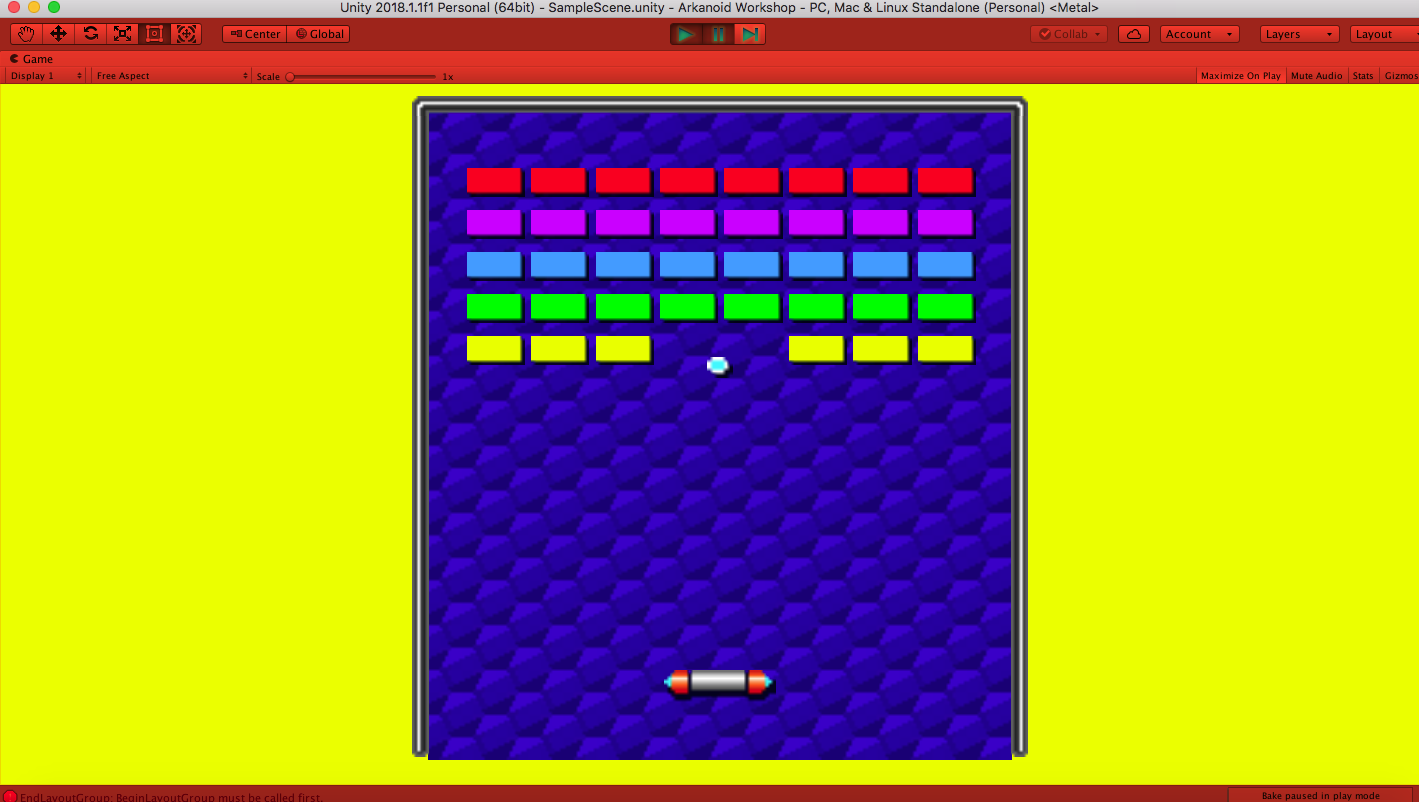 Unity 2018.1.1f1 Personal (64bit) - SampleScene.unity - Arkanoid Workshop - PC, Mac & Linux Standalone (Personal) <Metal>
Center Global Collab Account Layers Layout
Game
Display 1 Free Aspect Scale 1x Maximize On Play Mute Audio Stats Gizmos
EndLayoutGroup: BeginLayoutGroup must be called first. Bake paused in play mode